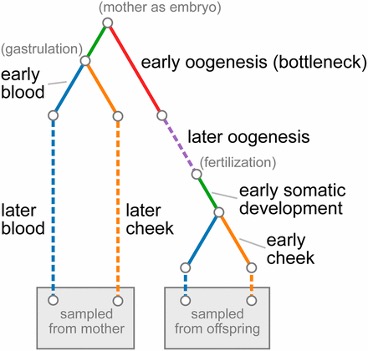 (mother as embryo)
(gastrulation)
early
blood
early oogenesis (bottleneck)
later oogenesis
(fertilization)
early somatic
development
later
blood
later
cheek
early
cheek
sampled
from mother
sampled
from offspring